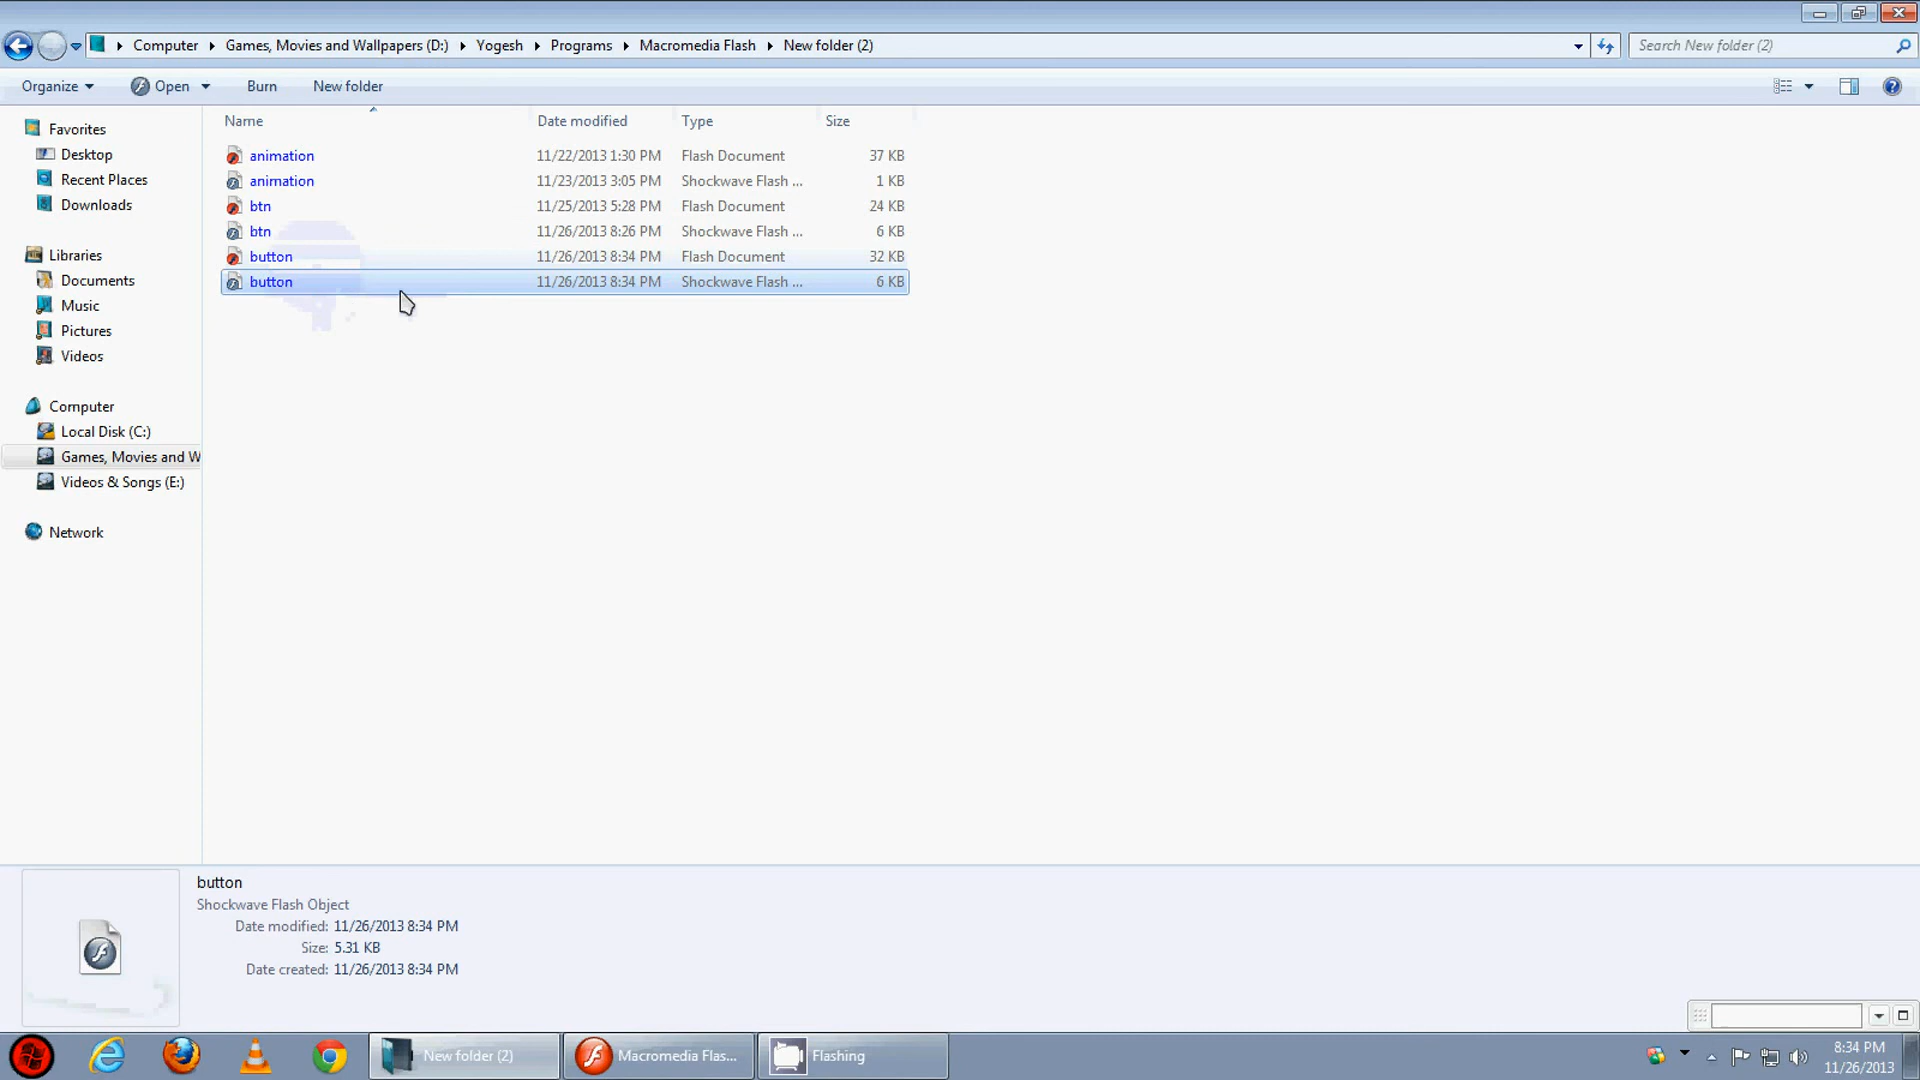 Computer Games, Movies and Wallpapers (D:) Yogesh Programs Macromedia Flash New folder (2)
Search New folder (2)
Organize Open Burn New folder
Name Date modified Type Size
animation 11/22/2013 1:30 PM Flash Document 37 KB
animation 11/23/2013 3:05 PM Shockwave Flash ... 1 KB
btn 11/25/2013 5:28 PM Flash Document 24 KB
btn 11/26/2013 8:26 PM Shockwave Flash ... 6 KB
button 11/26/2013 8:34 PM Flash Document 32 KB
button 11/26/2013 8:34 PM Shockwave Flash ... 6 KB
Favorites
Desktop
Recent Places
Downloads
Libraries
Documents
Music
Pictures
Videos
Computer
Local Disk (C:)
Games, Movies and W
Videos & Songs (E:)
Network
button
Shockwave Flash Object
Date modified: 11/26/2013 8:34 PM
Size: 5.31 KB
Date created: 11/26/2013 8:34 PM
New folder (2)
Macromedia Flas...
Flashing
8:34 PM
11/26/2013